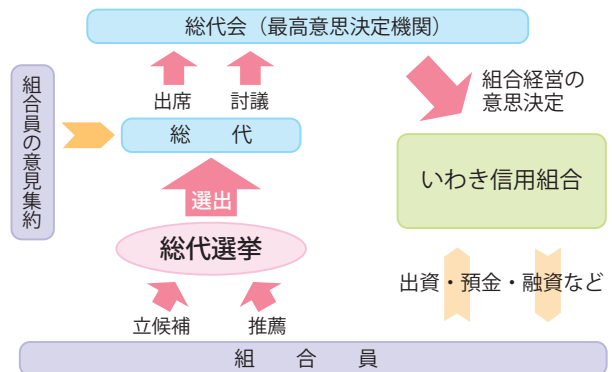 総代会（最高意思決定機関）
出席
討議
組合経営の
意思決定
組合員の意見集約
総　代
いわき信用組合
選出
総代選挙
出資・預金・融資など
立候補
推薦
組　合　員